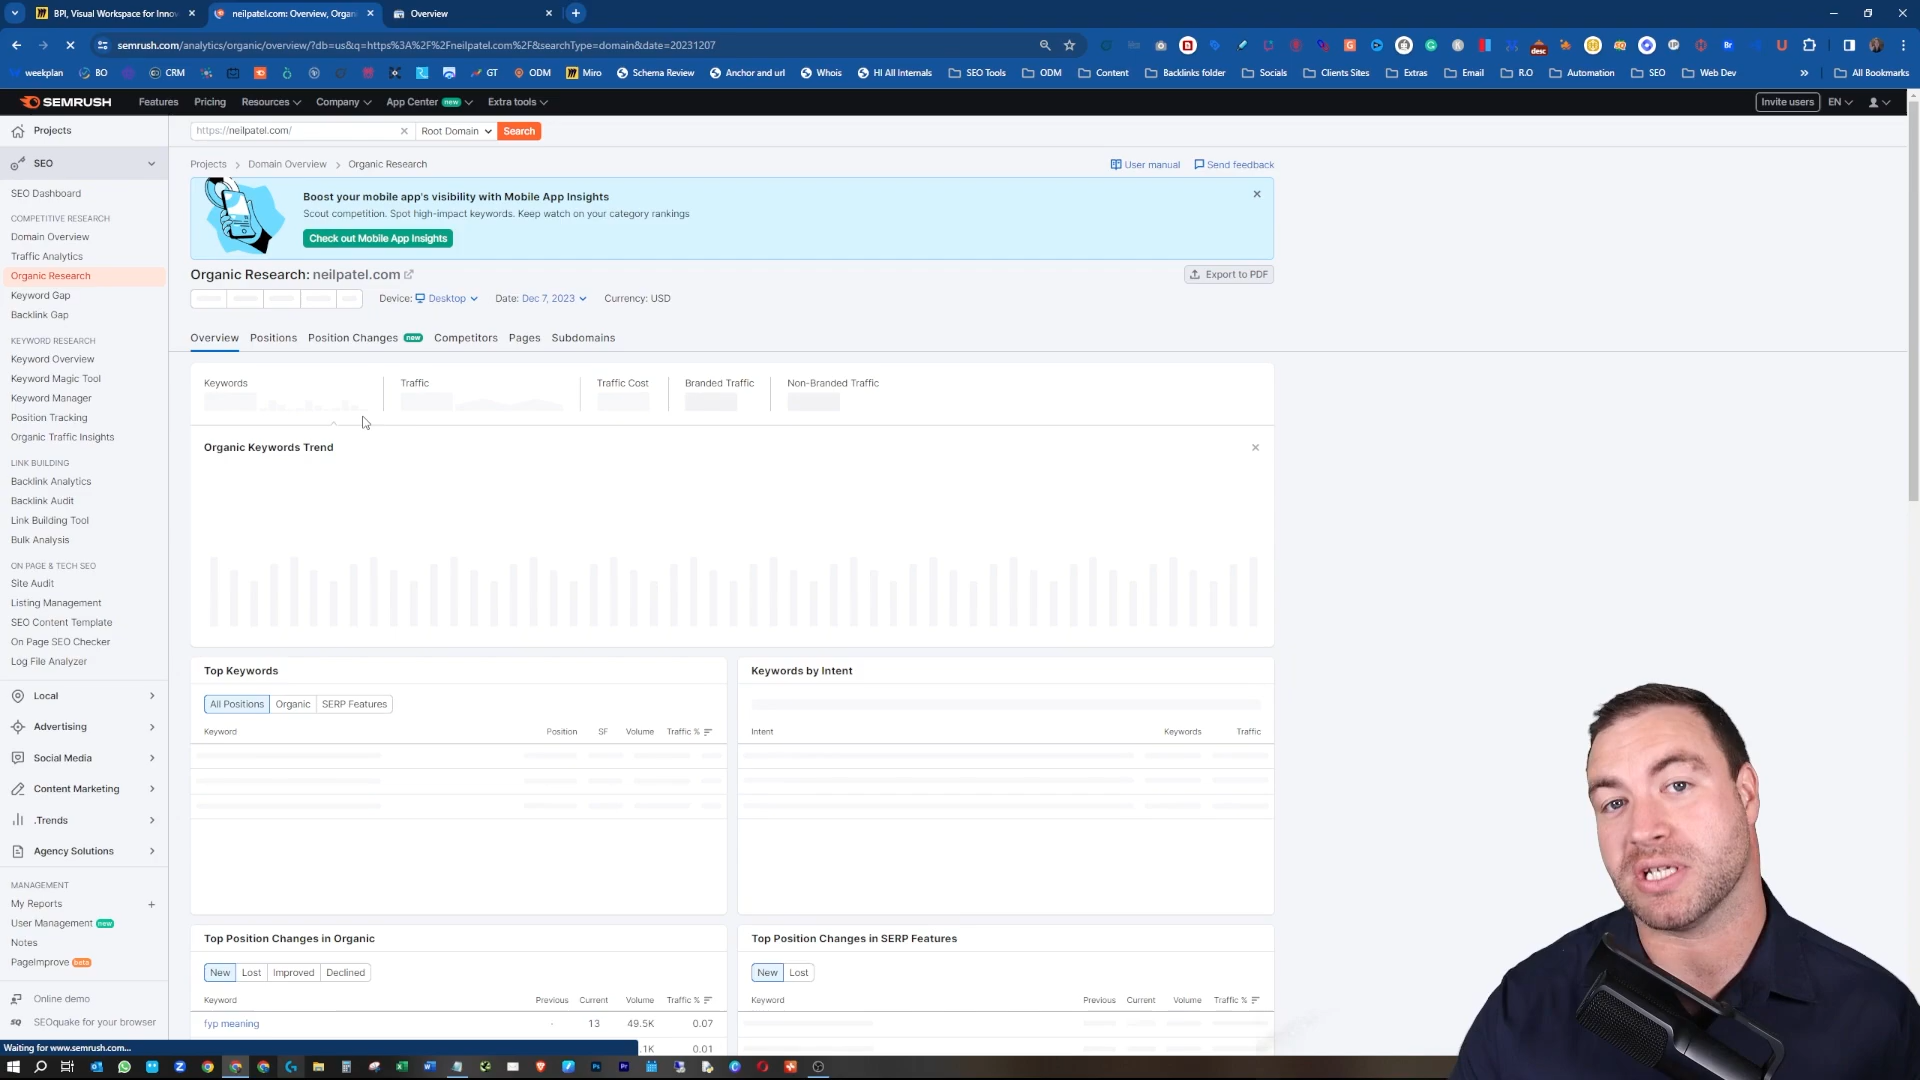 BPI, Visual Workspace for Innov
neilpatel.com: Overview, Organi
Overview
semrush.com/analytics/organic/overview/?db=us&q=https%3A%2F%2Fneilpatel.com%2F&searchType=domain&date=20231207
weekplan
BO
CRM
GT
ODM
Miro
Schema Review
Anchor and url
Whois
HI All Internals
SEO Tools
ODM
Content
Backlinks folder
Socials
Clients Sites
Extras
Email
R.O
Automation
SEO
Web Dev
All Bookmarks
SEMRUSH
Features
Pricing
Resources
Company
App Center new
Extra tools
Invite users
EN
Projects
SEO
SEO Dashboard
COMPETITIVE RESEARCH
Domain Overview
Traffic Analytics
Organic Research
Keyword Gap
Backlink Gap
KEYWORD RESEARCH
Keyword Overview
Keyword Magic Tool
Keyword Manager
Position Tracking
Organic Traffic Insights
LINK BUILDING
Backlink Analytics
Backlink Audit
Link Building Tool
Bulk Analysis
ON PAGE & TECH SEO
Site Audit
Listing Management
SEO Content Template
On Page SEO Checker
Log File Analyzer
Local
Advertising
Social Media
Content Marketing
.Trends
Agency Solutions
MANAGEMENT
My Reports
User Management new
Notes
PageImprove beta
Online demo
SEOquake for your browser
Waiting for www.semrush.com...
https://neilpatel.com/
Root Domain
Search
Projects > Domain Overview > Organic Research
User manual
Send feedback
Boost your mobile app's visibility with Mobile App Insights
Scout competition. Spot high-impact keywords. Keep watch on your category rankings
Check out Mobile App Insights
Organic Research: neilpatel.com
Export to PDF
Device: Desktop
Date: Dec 7, 2023
Currency: USD
Overview
Positions
Position Changes new
Competitors
Pages
Subdomains
Keywords
Traffic
Traffic Cost
Branded Traffic
Non-Branded Traffic
Organic Keywords Trend
Top Keywords
All Positions
Organic
SERP Features
Keyword
Position
SF
Volume
Traffic %
Keywords by Intent
Intent
Keywords
Traffic
Top Position Changes in Organic
New
Lost
Improved
Declined
Keyword
Previous
Current
Volume
Traffic %
fyp meaning
-
13
49.5K
0.07
.1K
0.01
Top Position Changes in SERP Features
New
Lost
Keyword
Previous
Current
Volume
Traffic %